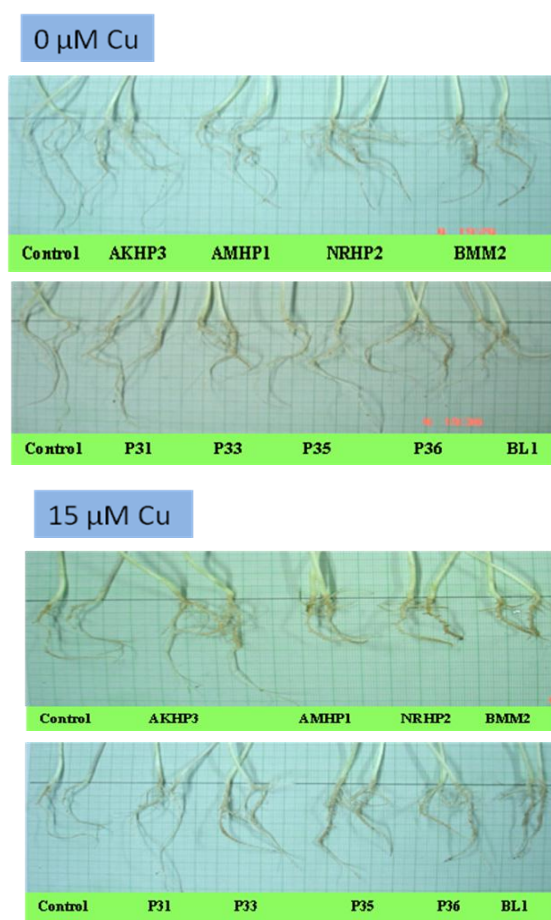 0 µM Cu
Control AKHP3 AMHP1 NRHP2 BMM2
Control P31 P33 P35 P36 BL1
15 µM Cu
Control AKHP3 AMHP1 NRHP2 BMM2
Control P31 P33 P35 P36 BL1